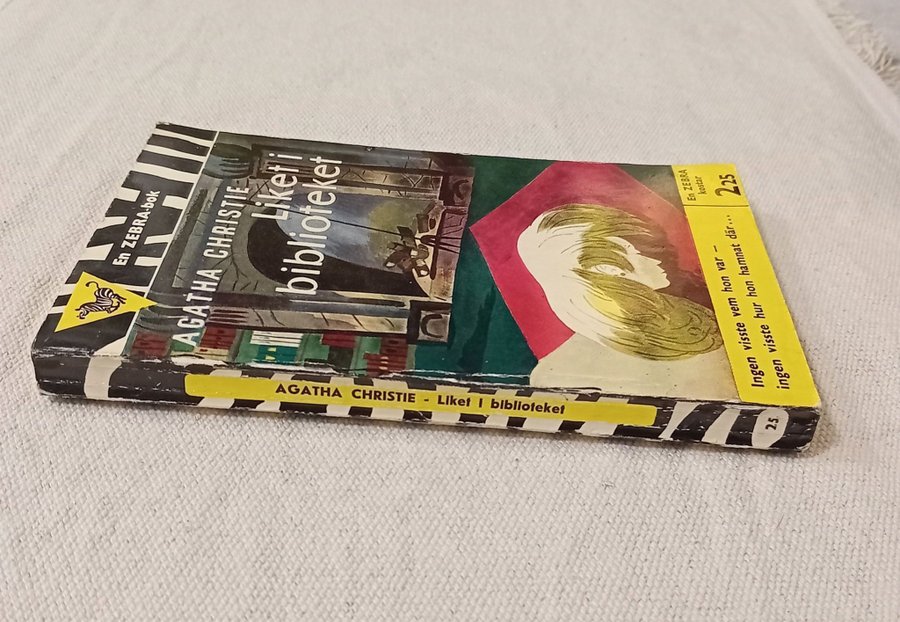 En ZEBRA-bok
AGATHA CHRISTIE
Liket i
biblioteket
En ZEBRA
kostar
2 25
Ingen visste vem hon var –
ingen visste hur hon hamnat där...
AGATHA CHRISTIE - Liket i biblioteket
25